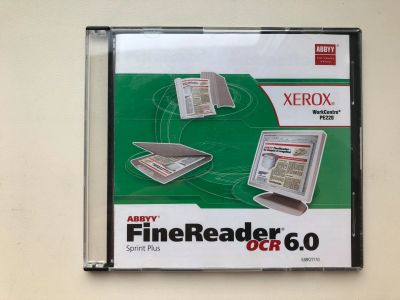 ABBYY
XEROX®
WorkCentre®
PE220
ABBYY®
FineReader®
OCR 6.0
Sprint Plus